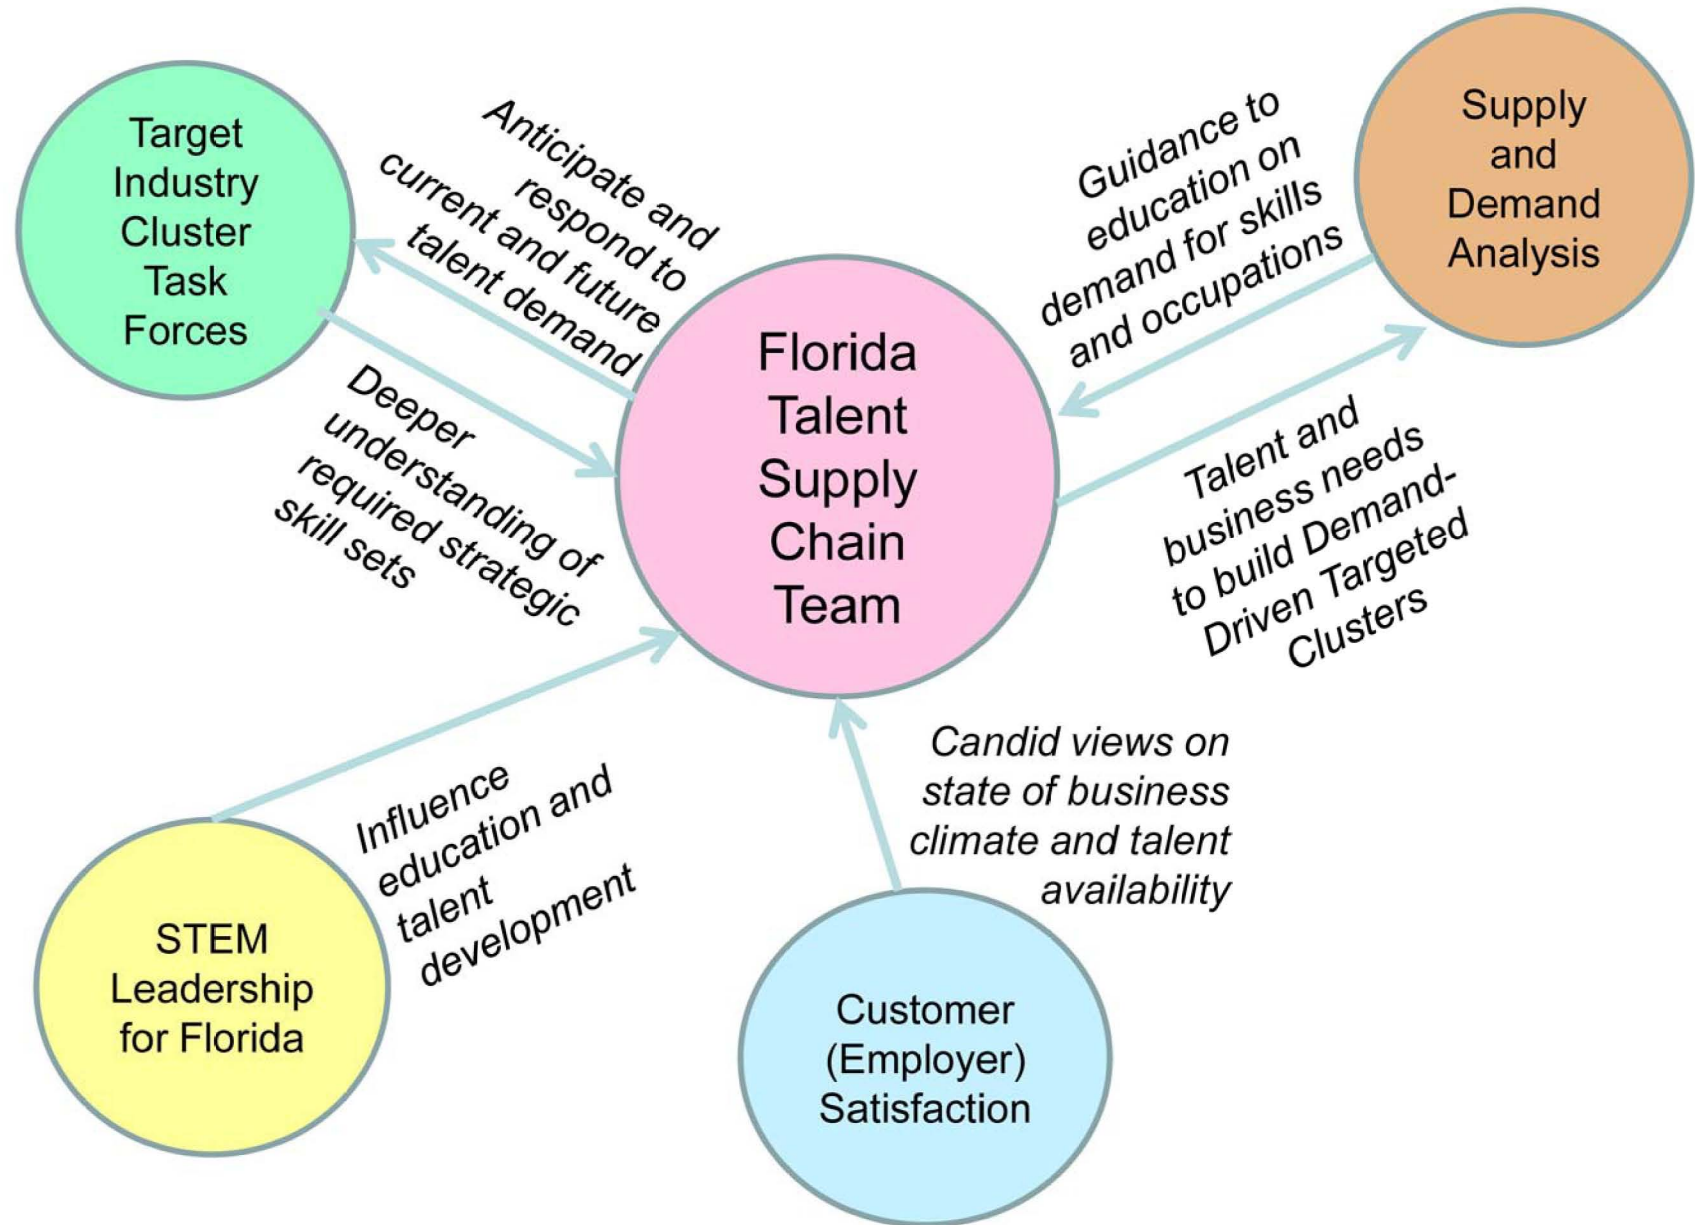 Target
Industry
Cluster
Task
Forces
Anticipate and
respond to
current and future
talent demand
Guidance to
education on
demand for skills
and occupations
Supply
and
Demand
Analysis
Deeper
understanding of
required strategic
skill sets
Florida
Talent
Supply
Chain
Team
Talent and
business needs
to build Demand-
Driven Targeted
Clusters
Influence
education and
talent
development
Candid views on
state of business
climate and talent
availability
STEM
Leadership
for Florida
Customer
(Employer)
Satisfaction